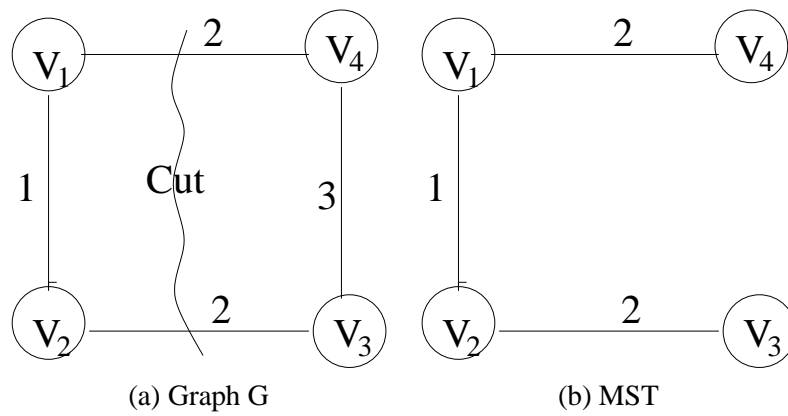 2 2
V1 V4 V1 V4
1 Cut 3 1
2 2
V2 V3 V2 V3
(a) Graph G (b) MST